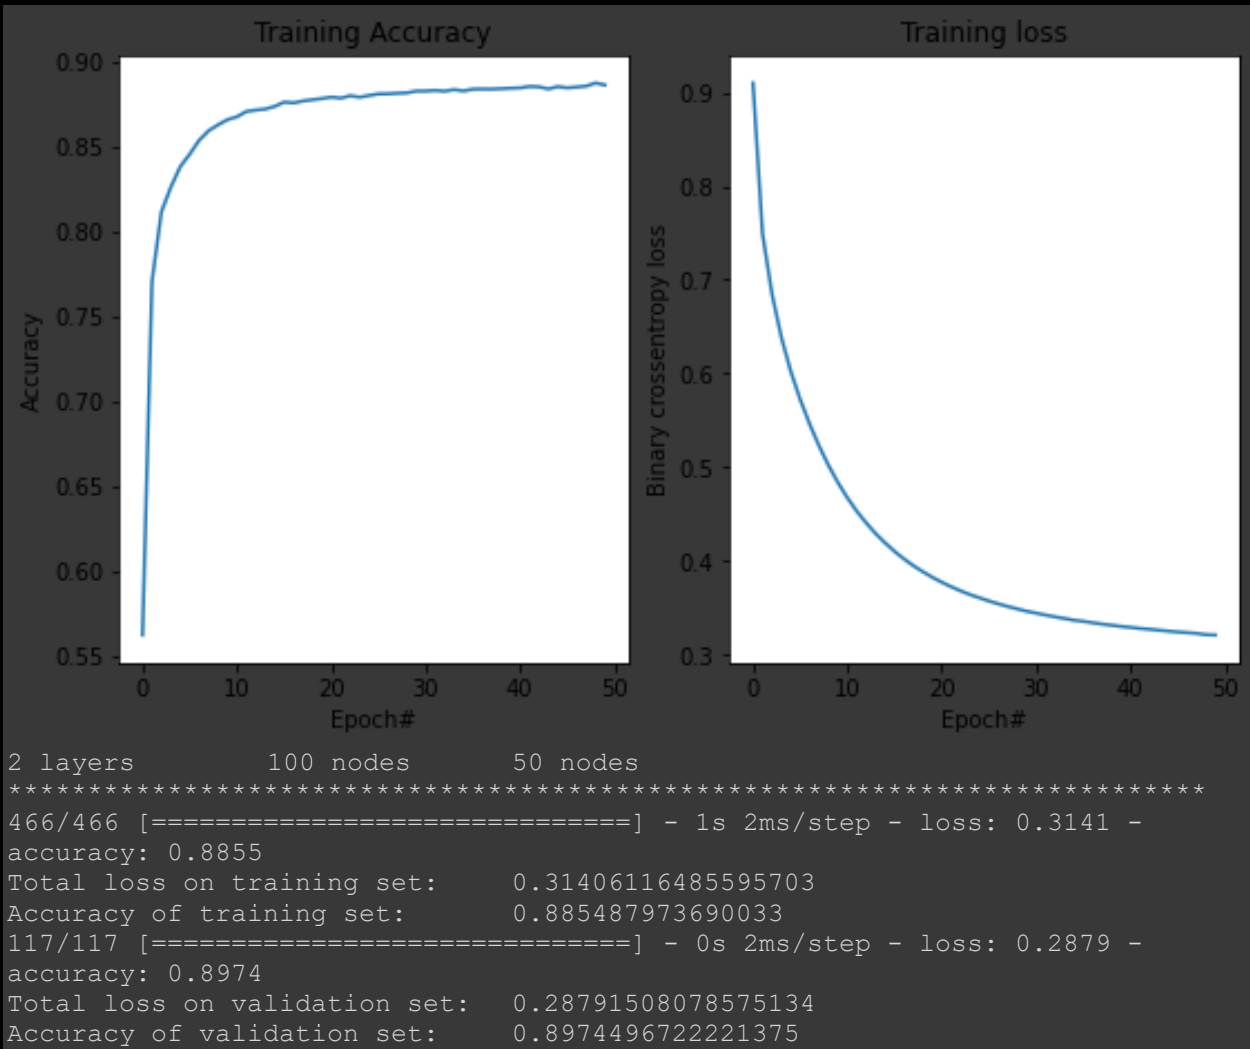 Training Accuracy
0.90
0.85
0.80
0.75
0.70
0.65
0.60
0.55
Accuracy
0 10 20 30 40 50
Epoch#
Training loss
0.9
0.8
0.7
0.6
0.5
0.4
0.3
Binary crossentropy loss
0 10 20 30 40 50
Epoch#
2 layers 100 nodes 50 nodes
***************************************************************************
466/466 [==============================] - 1s 2ms/step - loss: 0.3141 -
accuracy: 0.8855
Total loss on training set: 0.31406116485595703
Accuracy of training set: 0.885487973690033
117/117 [==============================] - 0s 2ms/step - loss: 0.2879 -
accuracy: 0.8974
Total loss on validation set: 0.28791508078575134
Accuracy of validation set: 0.8974496722221375